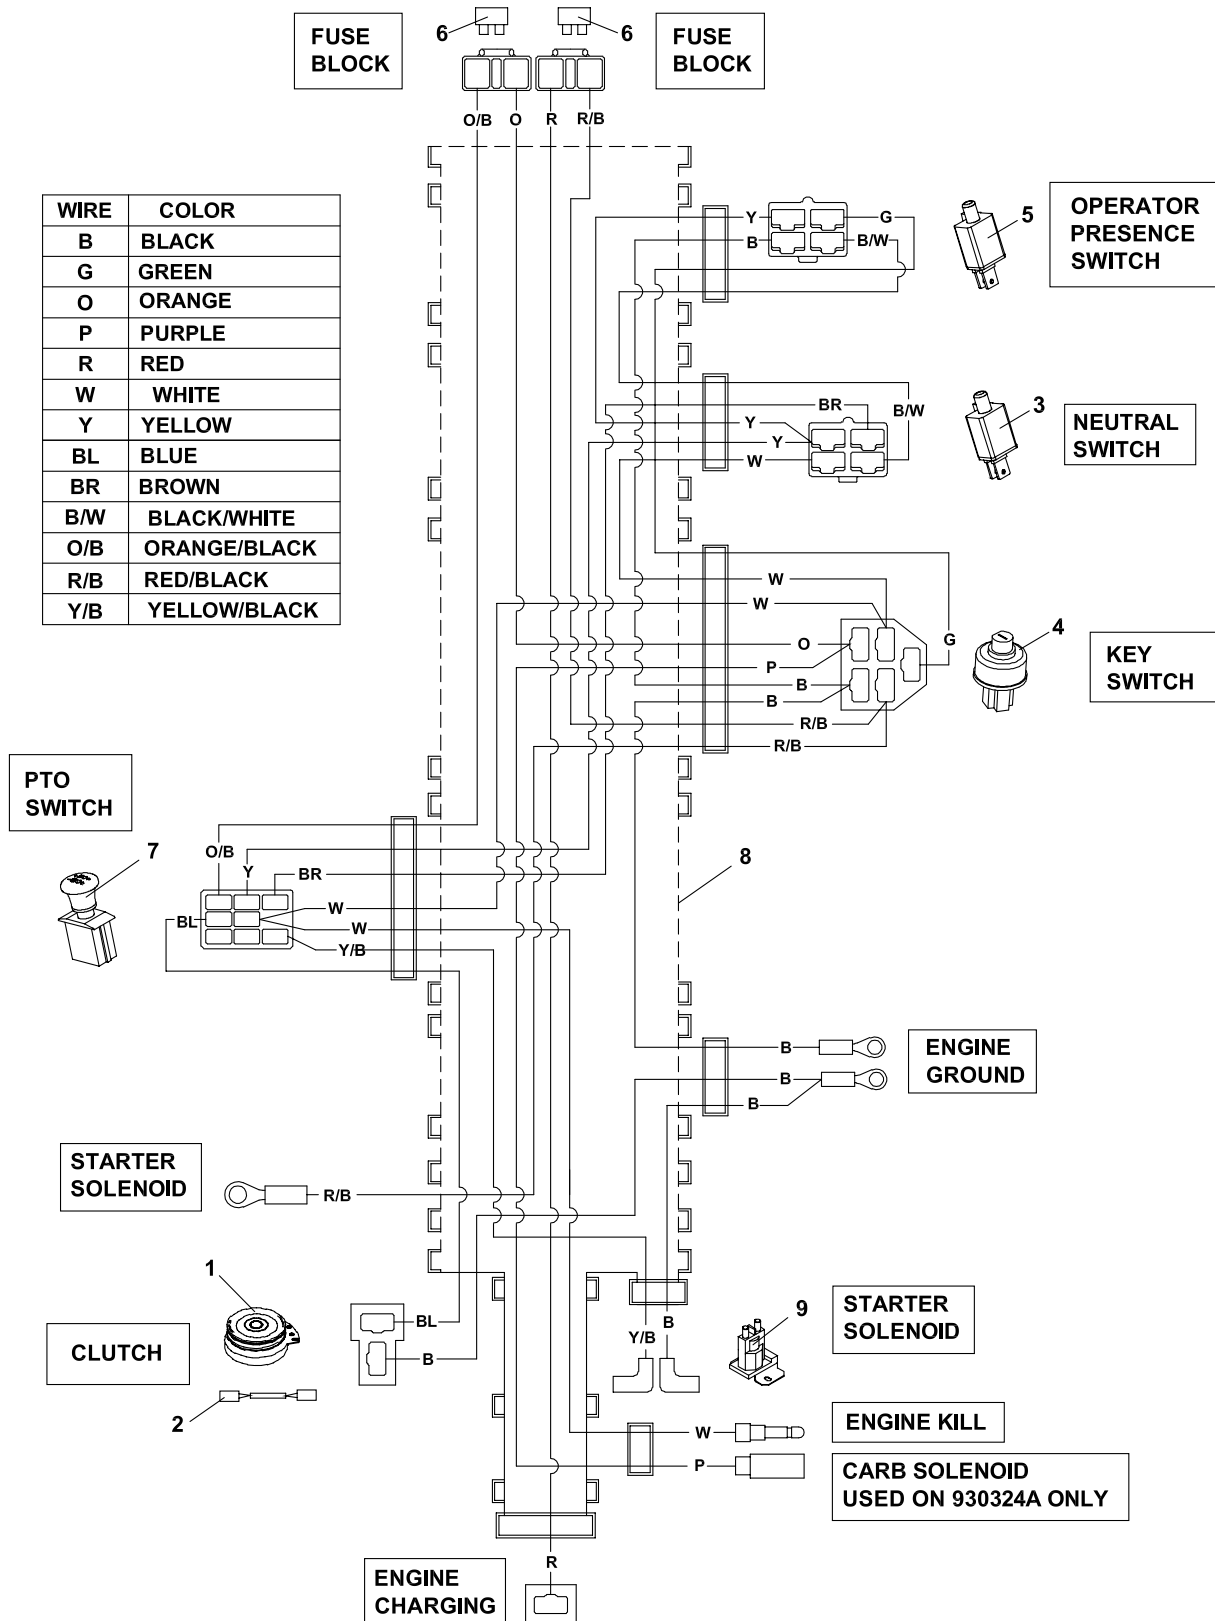 FUSE
BLOCK
6
6
FUSE
BLOCK
O/B
O
R
R/B
WIRE COLOR
B BLACK
G GREEN
O ORANGE
P PURPLE
R RED
W WHITE
Y YELLOW
BL BLUE
BR BROWN
B/W BLACK/WHITE
O/B ORANGE/BLACK
R/B RED/BLACK
Y/B YELLOW/BLACK
Y
G
B
B/W
5
OPERATOR
PRESENCE
SWITCH
BR
B/W
Y
Y
W
3
NEUTRAL
SWITCH
W
W
O
P
B
B
R/B
R/B
G
4
KEY
SWITCH
PTO
SWITCH
7
O/B
Y
BR
BL
W
W
Y/B
8
B
B
B
ENGINE
GROUND
STARTER
SOLENOID
R/B
1
CLUTCH
2
BL
B
Y/B
B
9
STARTER
SOLENOID
W
ENGINE KILL
P
CARB SOLENOID
USED ON 930324A ONLY
R
ENGINE
CHARGING